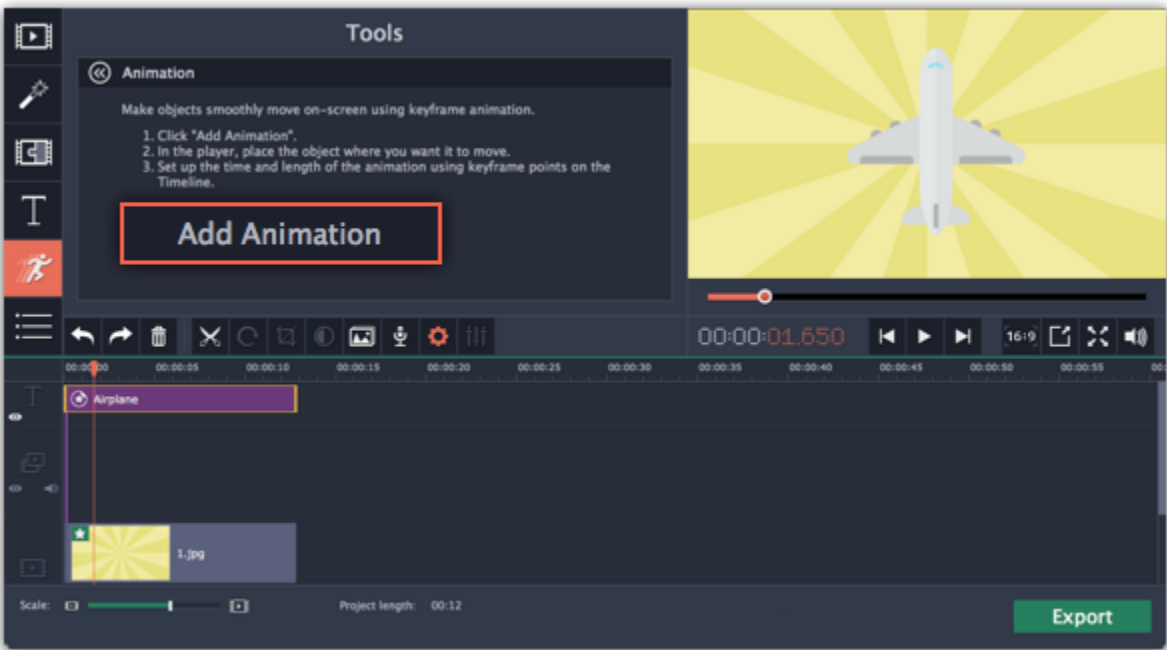 Tools
Animation
Make objects smoothly move on-screen using keyframe animation.
1. Click "Add Animation".
2. In the player, place the object where you want it to move.
3. Set up the time and length of the animation using keyframe points on the
Timeline.
T
Add Animation
00:00:01.650
16:9
00:00:00 00:00:05 00:00:10 00:00:15 00:00:20 00:00:25 00:00:30 00:00:35 00:00:40 00:00:45 00:00:50 00:00:55 00:
T
Airplane
1.jpg
Scale:
Project length: 00:12
Export